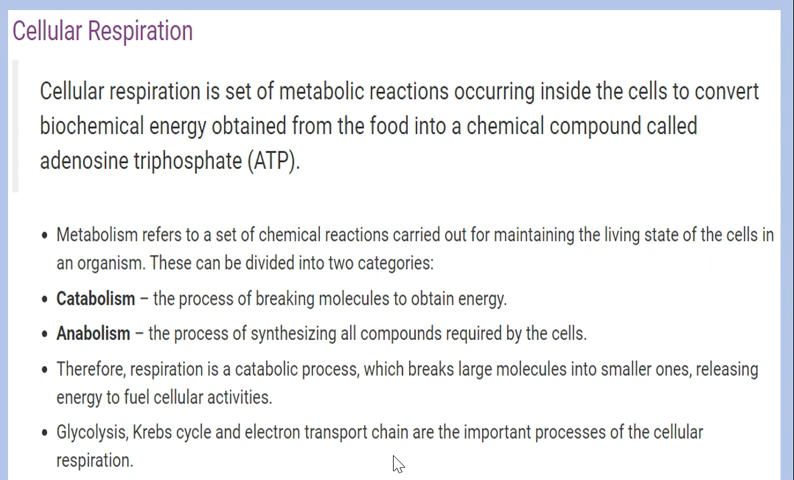 Cellular Respiration
Cellular respiration is set of metabolic reactions occurring inside the cells to convert
biochemical energy obtained from the food into a chemical compound called
adenosine triphosphate (ATP).
• Metabolism refers to a set of chemical reactions carried out for maintaining the living state of the cells in
an organism. These can be divided into two categories:
• Catabolism – the process of breaking molecules to obtain energy.
• Anabolism – the process of synthesizing all compounds required by the cells.
• Therefore, respiration is a catabolic process, which breaks large molecules into smaller ones, releasing
energy to fuel cellular activities.
• Glycolysis, Krebs cycle and electron transport chain are the important processes of the cellular
respiration.